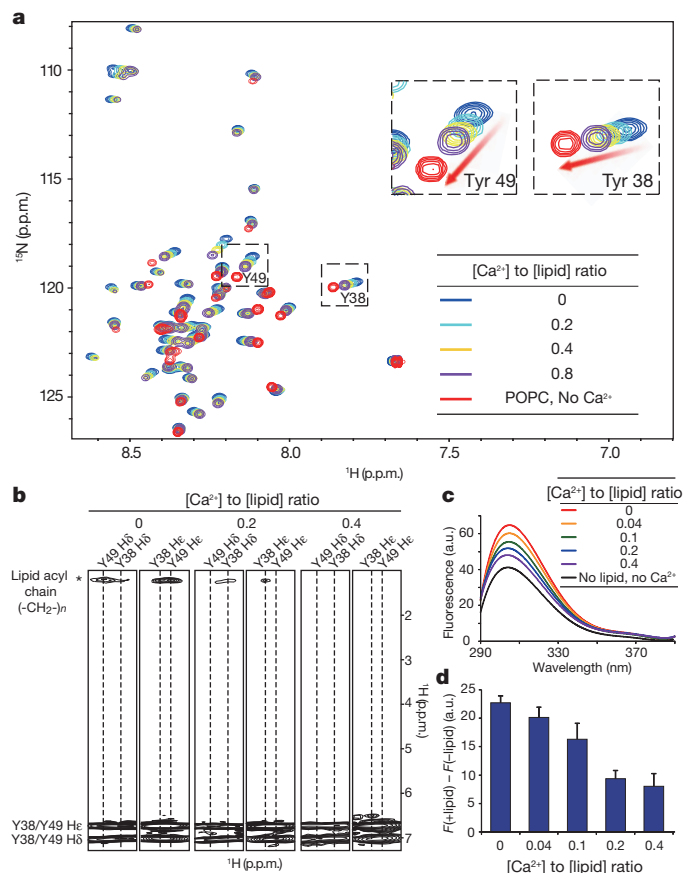 a
¹⁵N (p.p.m.)
110
115
120
125
8.5
8.0
7.5
7.0
¹H (p.p.m.)
Y49
Y38
Tyr 49
Tyr 38
[Ca²⁺] to [lipid] ratio
0
0.2
0.4
0.8
POPC, No Ca²⁺
b
[Ca²⁺] to [lipid] ratio
0
0.2
0.4
Y49 Hδ
Y38 Hδ
Y38 Hε
Y49 Hε
Y49 Hδ
Y38 Hδ
Y38 Hε
Y49 Hε
Y49 Hδ
Y38 Hδ
Y38 Hε
Y49 Hε
Lipid acyl
chain
(-CH₂-)n
*
2
3
4
5
6
7
¹H (p.p.m.)
Y38/Y49 Hε
Y38/Y49 Hδ
¹H (p.p.m.)
c
[Ca²⁺] to [lipid] ratio
0
0.04
0.1
0.2
0.4
No lipid, no Ca²⁺
Fluorescence (a.u.)
80
60
40
20
0
290
330
370
Wavelength (nm)
d
F(+lipid) − F(−lipid) (a.u.)
25
20
15
10
5
0
0
0.04
0.1
0.2
0.4
[Ca²⁺] to [lipid] ratio